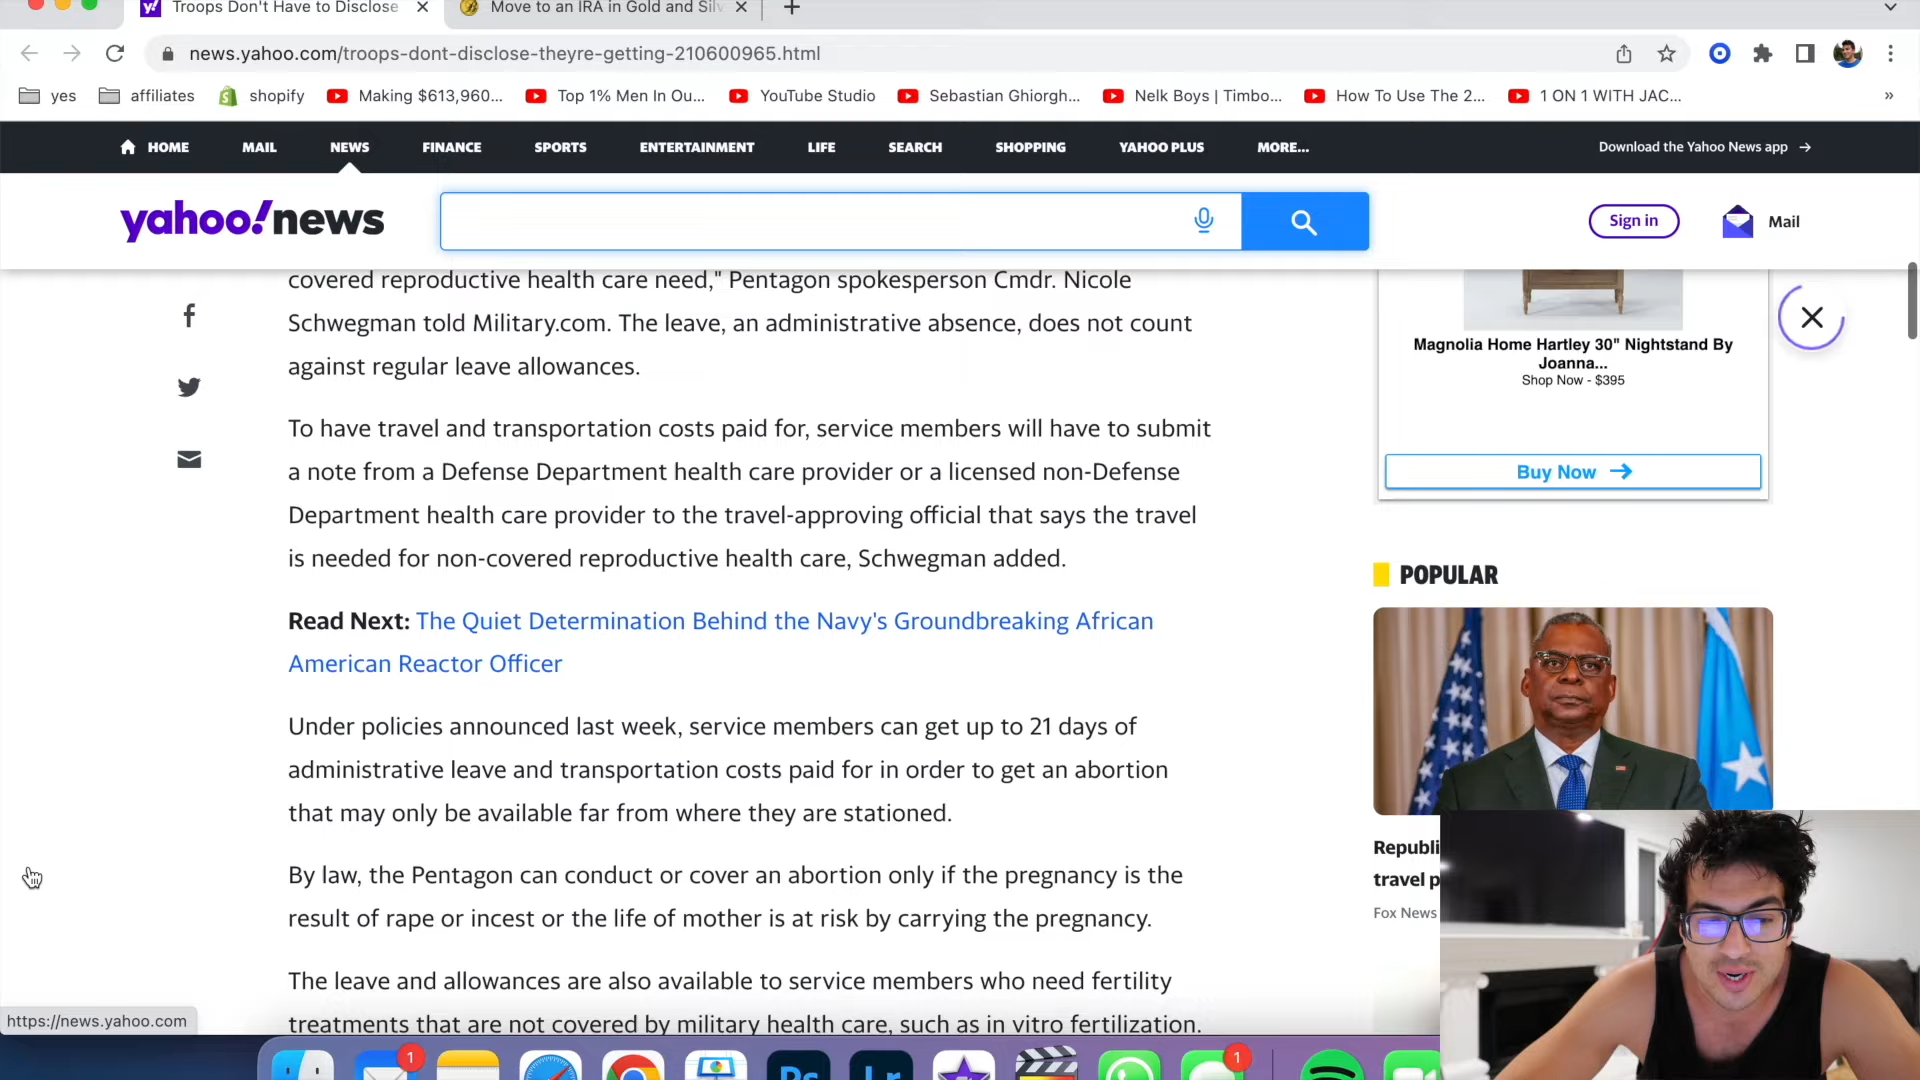 Troops Don't Have to Disclose
Move to an IRA in Gold and Silv
news.yahoo.com/troops-dont-disclose-theyre-getting-210600965.html
yes
affiliates
shopify
Making $613,960...
Top 1% Men In Ou...
YouTube Studio
Sebastian Ghiorgh...
Nelk Boys | Timbo...
How To Use The 2...
1 ON 1 WITH JAC...
»
HOME
MAIL
NEWS
FINANCE
SPORTS
ENTERTAINMENT
LIFE
SEARCH
SHOPPING
YAHOO PLUS
MORE...
Download the Yahoo News app →
yahoo!news
Sign in
Mail
covered reproductive health care need," Pentagon spokesperson Cmdr. Nicole
Schwegman told Military.com. The leave, an administrative absence, does not count
against regular leave allowances.
To have travel and transportation costs paid for, service members will have to submit
a note from a Defense Department health care provider or a licensed non-Defense
Department health care provider to the travel-approving official that says the travel
is needed for non-covered reproductive health care, Schwegman added.
Read Next: The Quiet Determination Behind the Navy's Groundbreaking African
American Reactor Officer
Under policies announced last week, service members can get up to 21 days of
administrative leave and transportation costs paid for in order to get an abortion
that may only be available far from where they are stationed.
By law, the Pentagon can conduct or cover an abortion only if the pregnancy is the
result of rape or incest or the life of mother is at risk by carrying the pregnancy.
The leave and allowances are also available to service members who need fertility
treatments that are not covered by military health care, such as in vitro fertilization.
Magnolia Home Hartley 30" Nightstand By
Joanna...
Shop Now - $395
Buy Now →
POPULAR
Republi
travel p
Fox News
https://news.yahoo.com
1
Ps
Lr
1